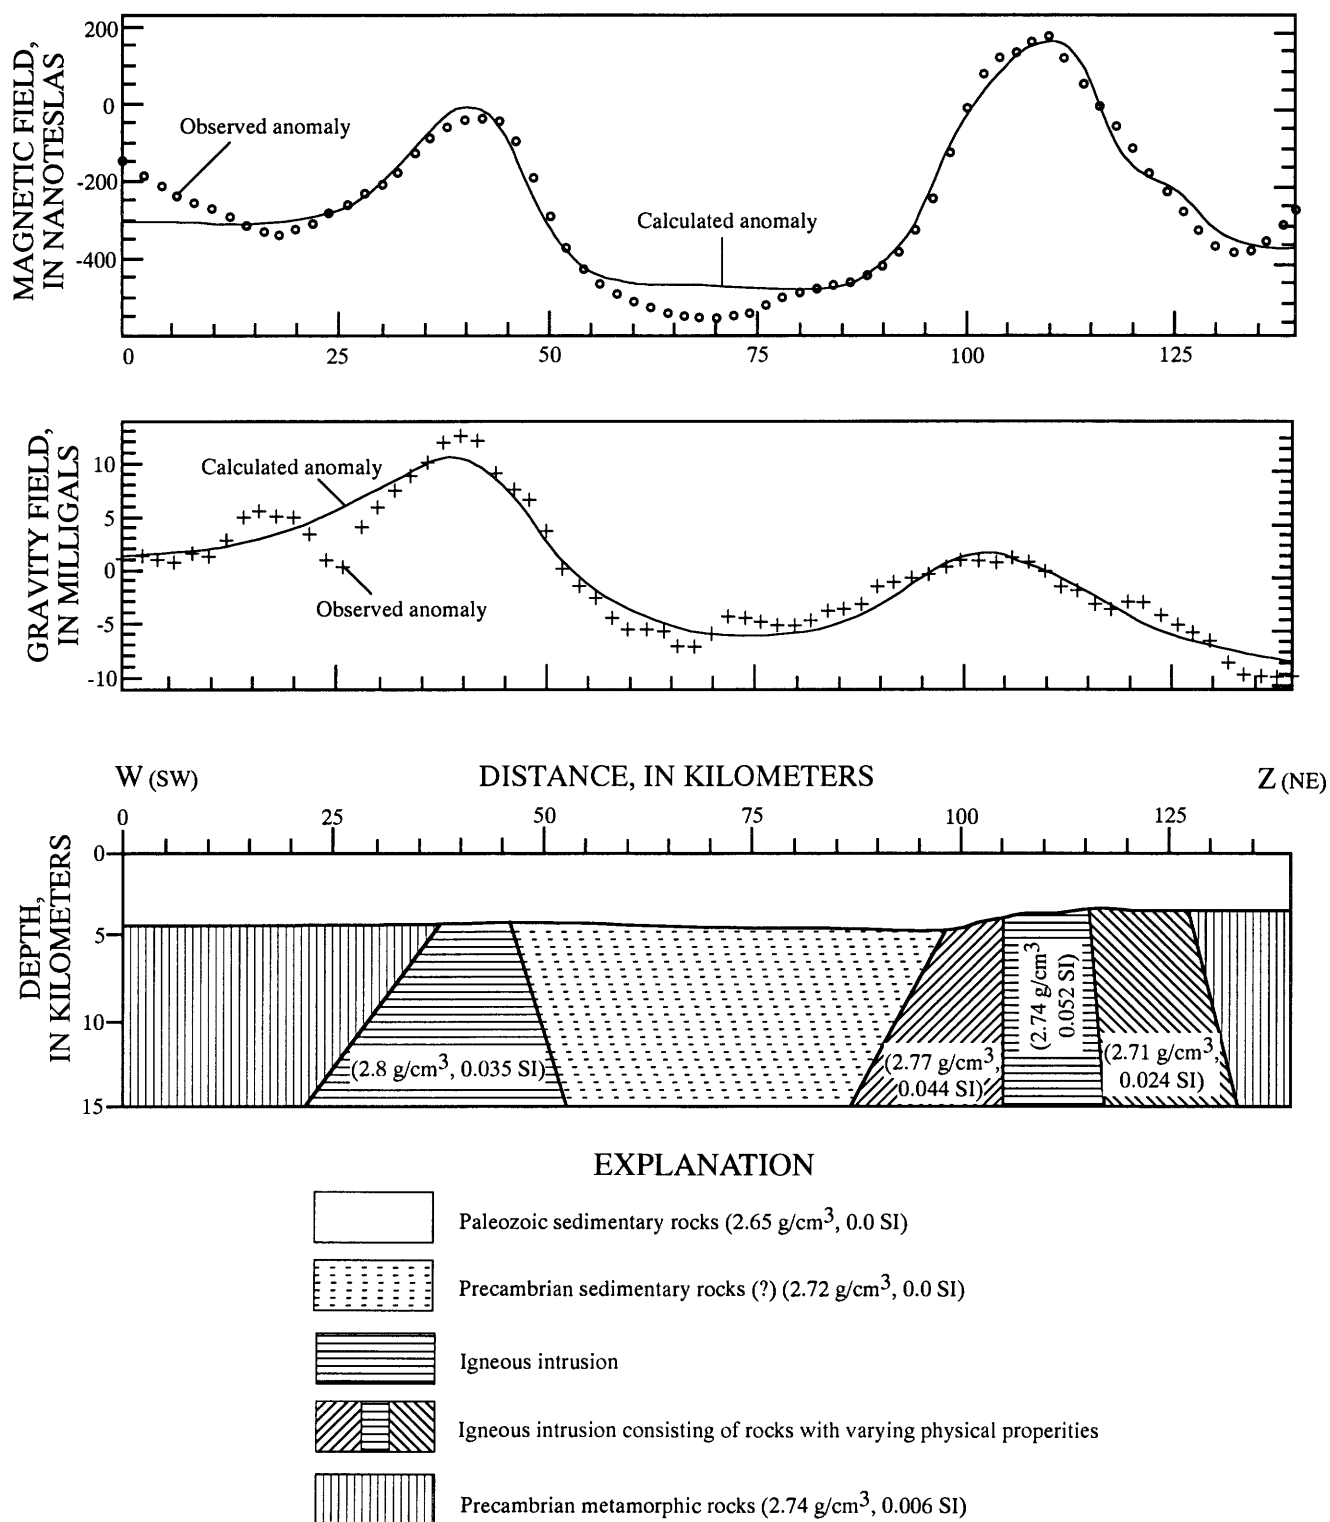 MAGNETIC FIELD,
IN NANOTESLAS
200
0
-200
-400
Observed anomaly
Calculated anomaly
0 25 50 75 100 125
GRAVITY FIELD,
IN MILLIGALS
10
5
0
-5
-10
Calculated anomaly
Observed anomaly
W (SW) DISTANCE, IN KILOMETERS Z (NE)
0 25 50 75 100 125
DEPTH,
IN KILOMETERS
0
5
10
15
(2.8 g/cm³, 0.035 SI)
(2.77 g/cm³,
0.044 SI)
(2.74 g/cm³
0.052 SI)
(2.71 g/cm³,
0.024 SI)
EXPLANATION
Paleozoic sedimentary rocks (2.65 g/cm³, 0.0 SI)
Precambrian sedimentary rocks (?) (2.72 g/cm³, 0.0 SI)
Igneous intrusion
Igneous intrusion consisting of rocks with varying physical properities
Precambrian metamorphic rocks (2.74 g/cm³, 0.006 SI)